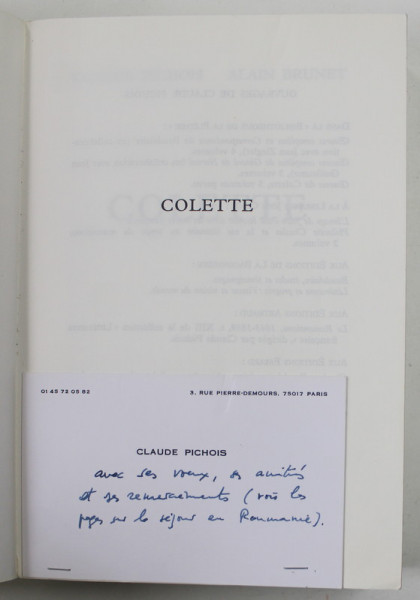 COLETTE
01 45 72 05 92
3, RUE PIERRE-DEMOURS, 75017 PARIS
CLAUDE PICHOIS
avec ses vœux, ses amitiés
et ses remerciements (voir les
pages sur le séjour en Roumanie).